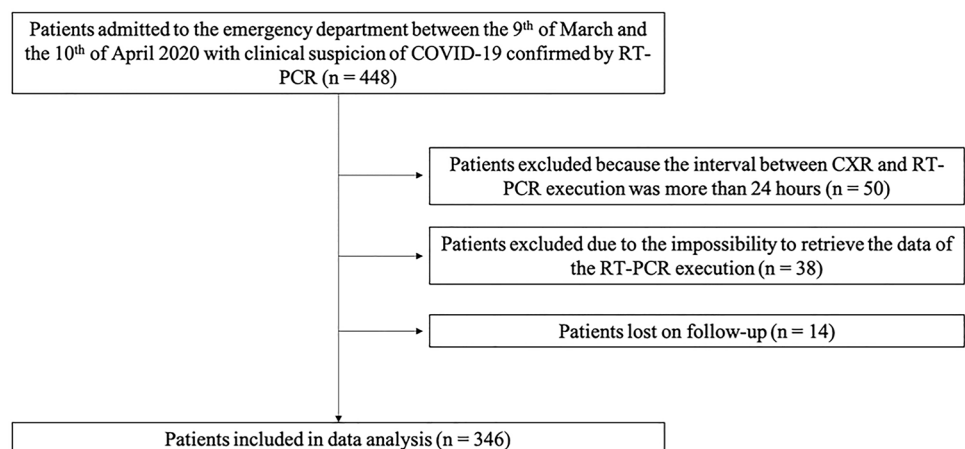 Patients admitted to the emergency department between the 9th of March and
the 10th of April 2020 with clinical suspicion of COVID-19 confirmed by RT-
PCR (n = 448)
Patients excluded because the interval between CXR and RT-
PCR execution was more than 24 hours (n = 50)
Patients excluded due to the impossibility to retrieve the data of
the RT-PCR execution (n = 38)
Patients lost on follow-up (n = 14)
Patients included in data analysis (n = 346)